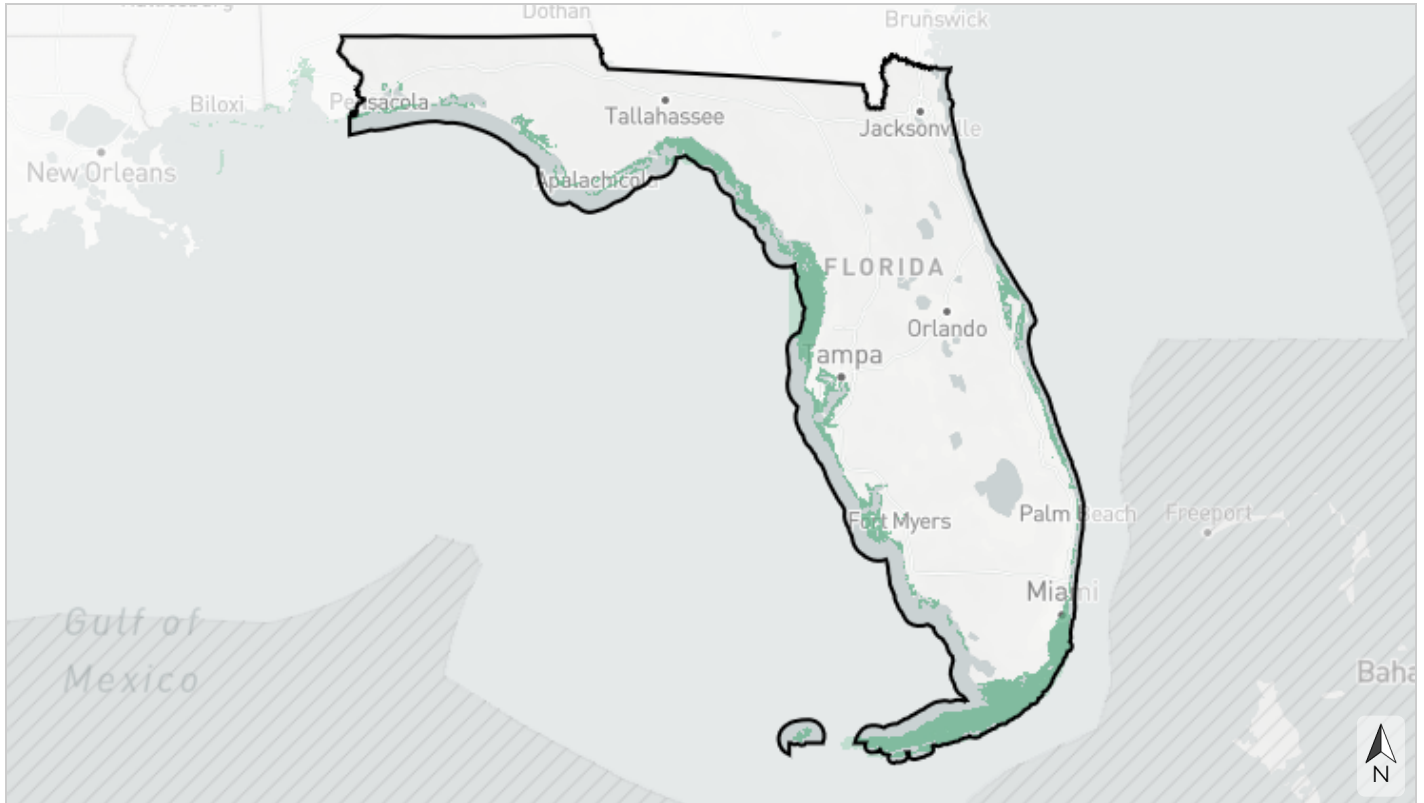 Dothan
Brunswick
Biloxi
Pensacola
Tallahassee
Jacksonville
New Orleans
Apalachicola
FLORIDA
Orlando
Tampa
Fort Myers
Palm Beach
Freeport
Miami
Gulf of
Mexico
Baha
N